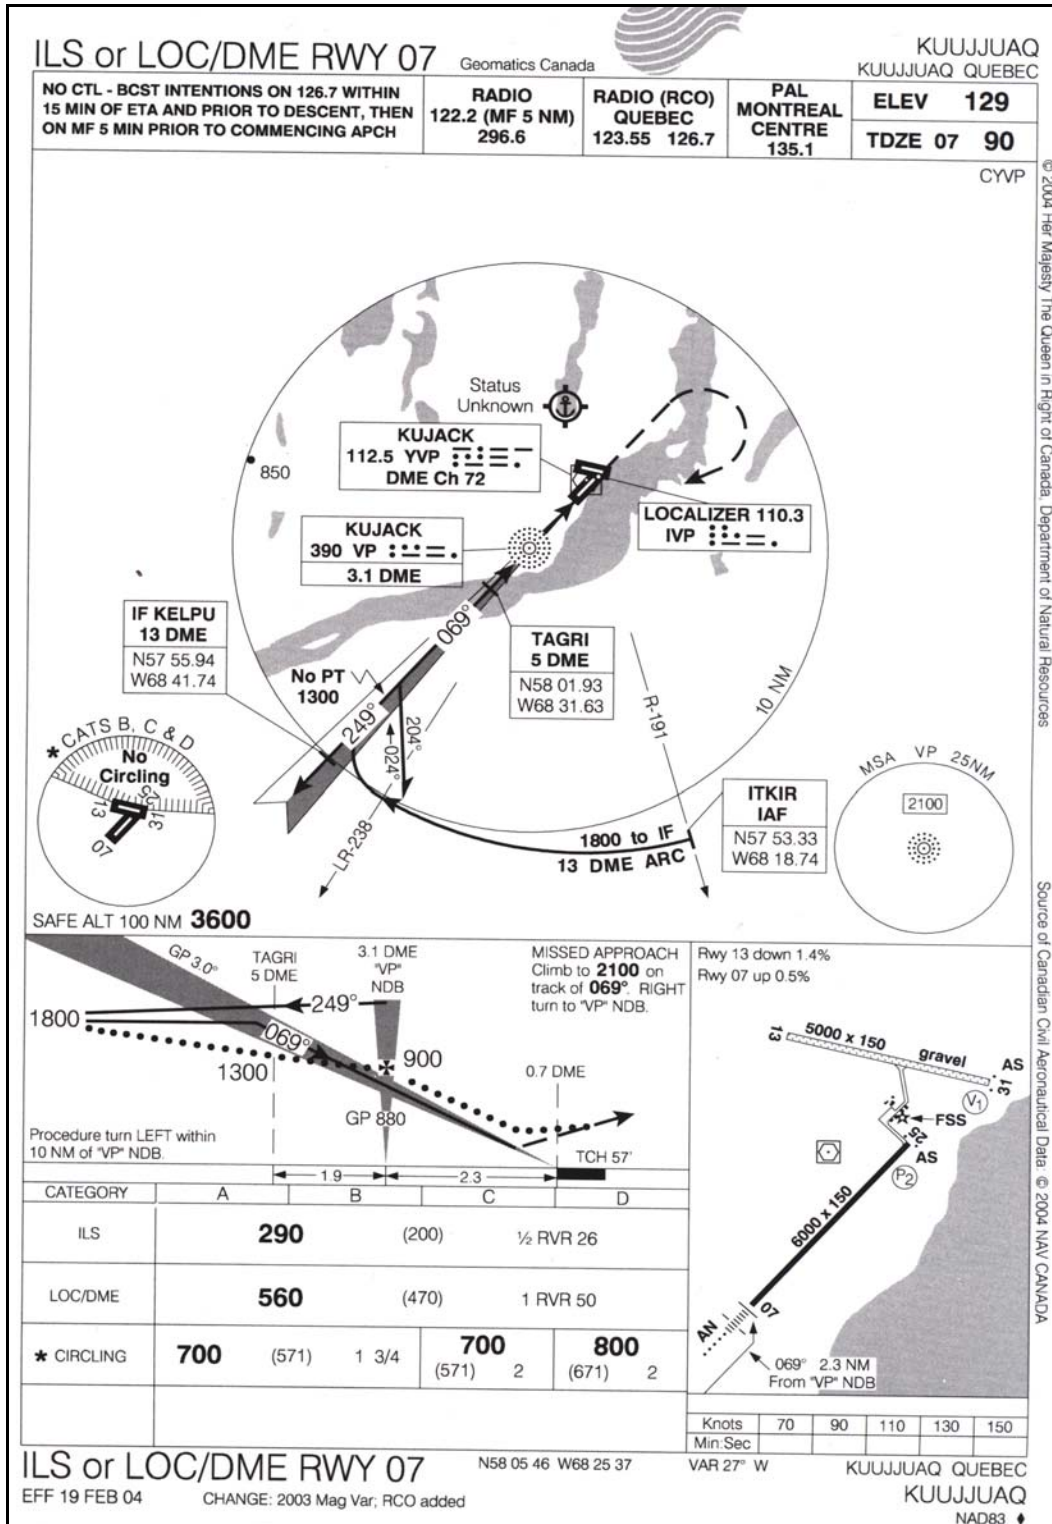 ILS or LOC/DME RWY 07
Geomatics Canada
KUUJJUAQ
KUUJJUAQ QUEBEC
NO CTL - BCST INTENTIONS ON 126.7 WITHIN
15 MIN OF ETA AND PRIOR TO DESCENT, THEN
ON MF 5 MIN PRIOR TO COMMENCING APCH
RADIO
122.2 (MF 5 NM)
296.6
RADIO (RCO)
QUEBEC
123.55 126.7
PAL
MONTREAL
CENTRE
135.1
ELEV 129
TDZE 07 90
CYVP
Status
Unknown
KUJACK
112.5 YVP
DME Ch 72
850
KUJACK
390 VP
3.1 DME
LOCALIZER 110.3
IVP
IF KELPU
13 DME
N57 55.94
W68 41.74
069°
TAGRI
5 DME
N58 01.93
W68 31.63
No PT
1300
249°
204°
024°
R-191
10 NM
LR-238
* CATS B, C & D
No
Circling
13
25
31
07
1800 to IF
13 DME ARC
ITKIR
IAF
N57 53.33
W68 18.74
MSA VP 25NM
2100
SAFE ALT 100 NM 3600
GP 3.0°
TAGRI
5 DME
3.1 DME
"VP"
NDB
MISSED APPROACH
Climb to 2100 on
track of 069°. RIGHT
turn to "VP" NDB.
1800
249°
069°
1300
900
0.7 DME
GP 880
Procedure turn LEFT within
10 NM of "VP" NDB.
TCH 57'
1.9
2.3
CATEGORY A B C D
ILS 290 (200) ½ RVR 26
LOC/DME 560 (470) 1 RVR 50
* CIRCLING 700 (571) 1 3/4 700 (571) 2 800 (671) 2
Rwy 13 down 1.4%
Rwy 07 up 0.5%
13
5000 x 150 gravel
AS
31
V1
FSS
25
AS
P2
6000 x 150
AN
07
069° 2.3 NM
From "VP" NDB
Knots 70 90 110 130 150
Min:Sec
ILS or LOC/DME RWY 07
N58 05 46 W68 25 37
VAR 27° W
KUUJJUAQ QUEBEC
KUUJJUAQ
EFF 19 FEB 04
CHANGE: 2003 Mag Var; RCO added
NAD83
© 2004 Her Majesty The Queen in Right of Canada, Department of Natural Resources
Source of Canadian Civil Aeronautical Data: © 2004 NAV CANADA